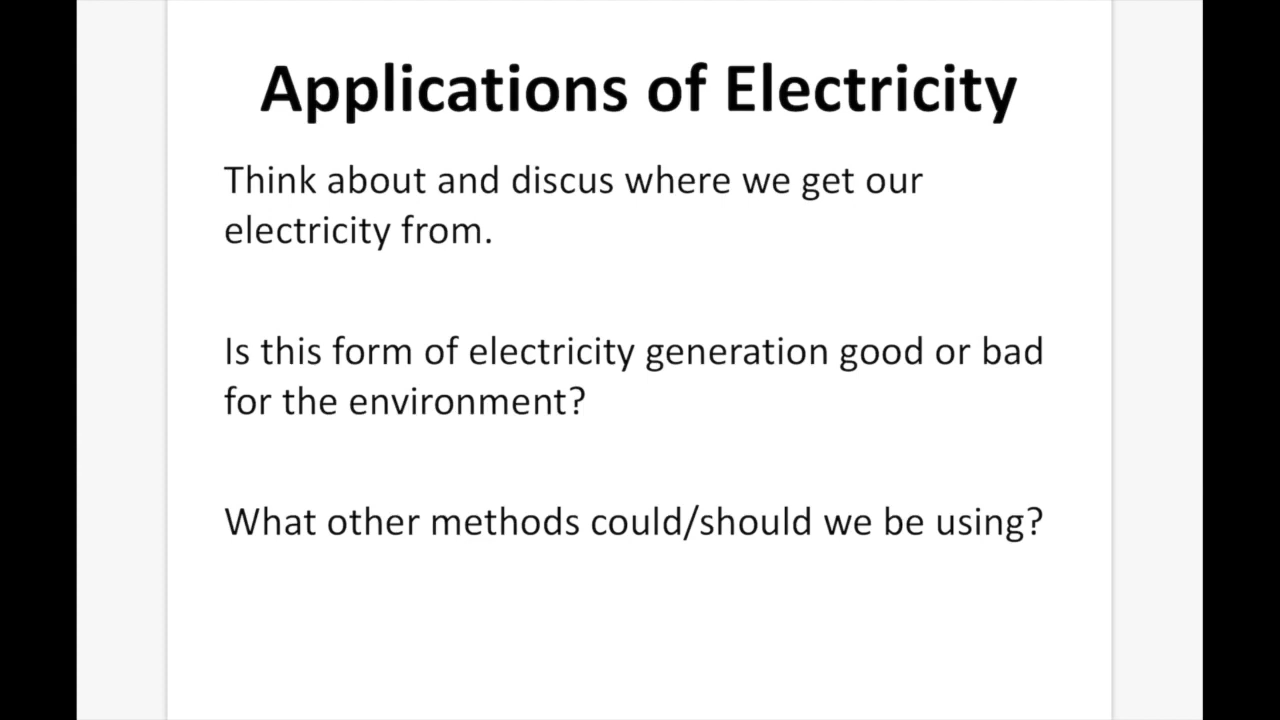 Applications of Electricity
Think about and discus where we get our
electricity from.
Is this form of electricity generation good or bad
for the environment?
What other methods could/should we be using?